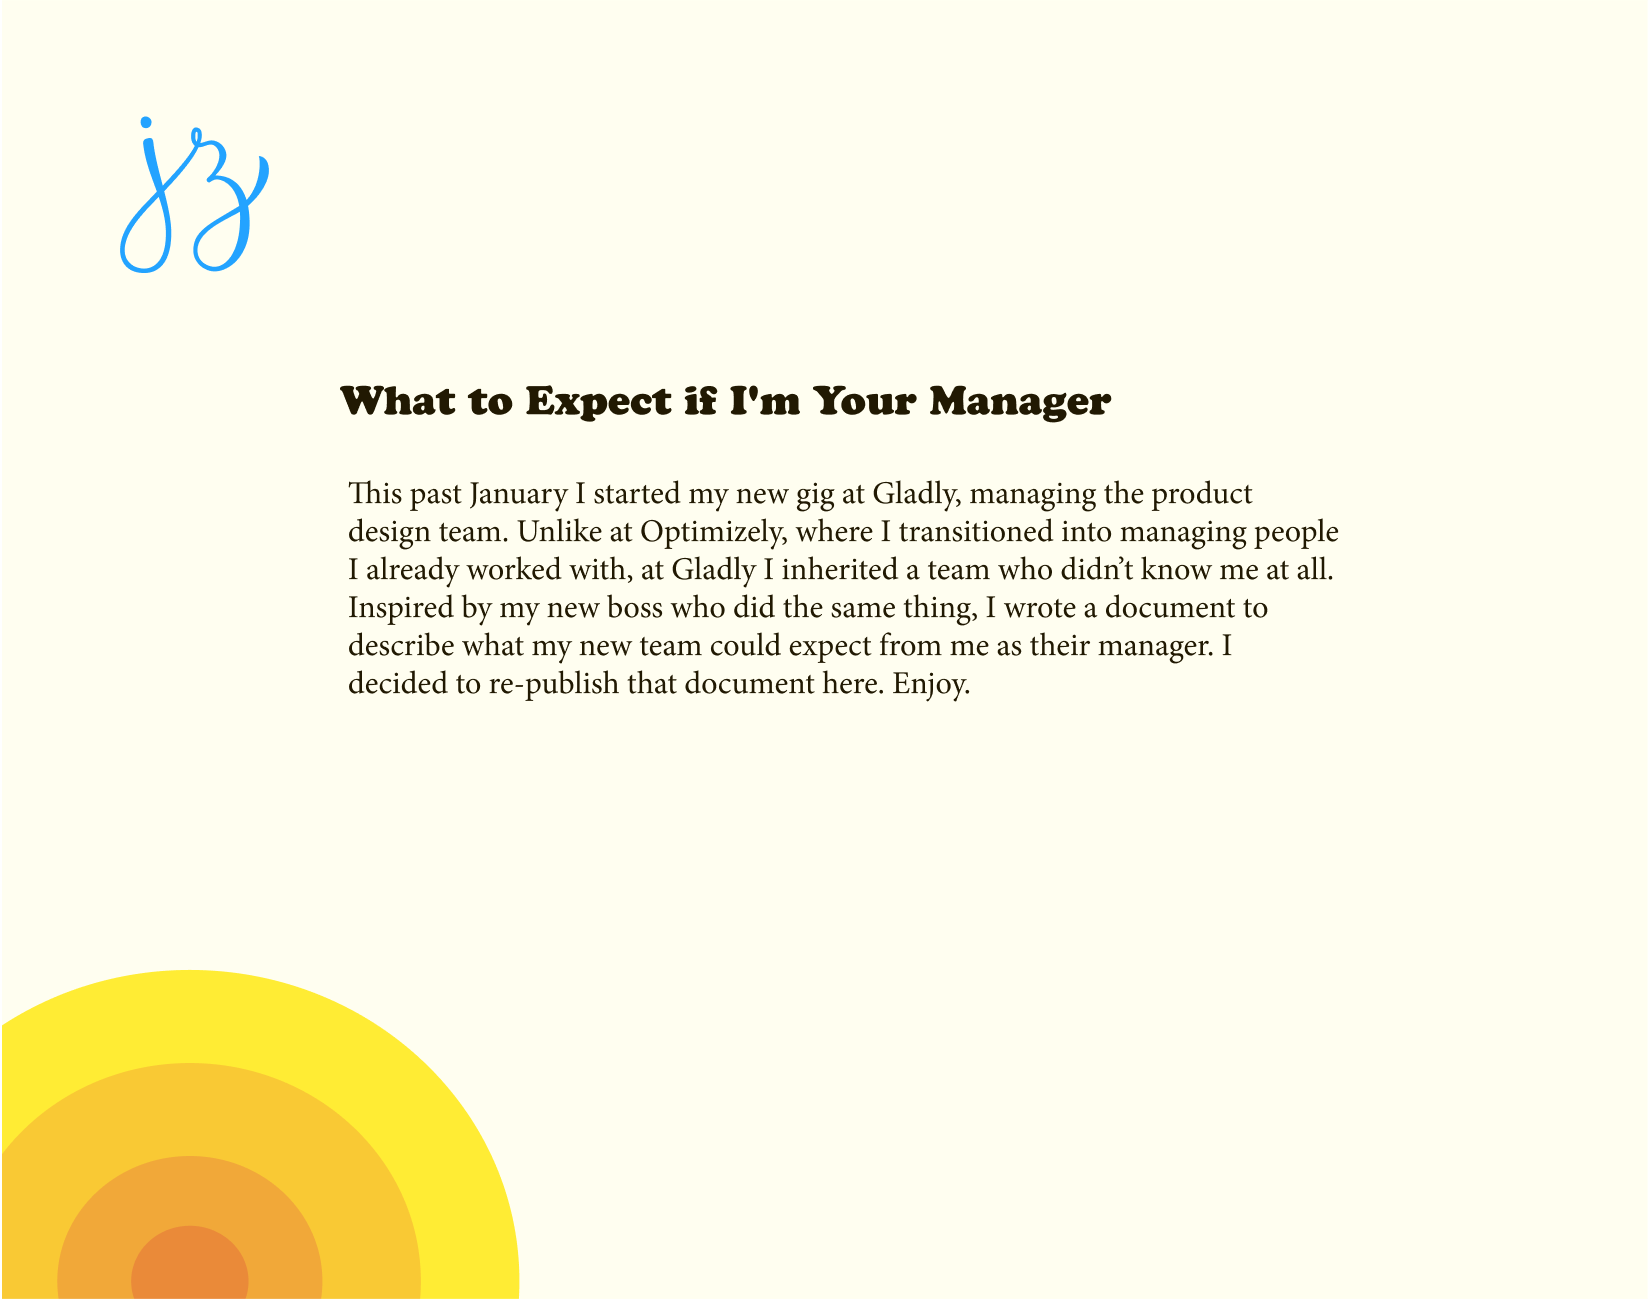 jz
What to Expect if I'm Your Manager
This past January I started my new gig at Gladly, managing the product
design team. Unlike at Optimizely, where I transitioned into managing people
I already worked with, at Gladly I inherited a team who didn’t know me at all.
Inspired by my new boss who did the same thing, I wrote a document to
describe what my new team could expect from me as their manager. I
decided to re-publish that document here. Enjoy.